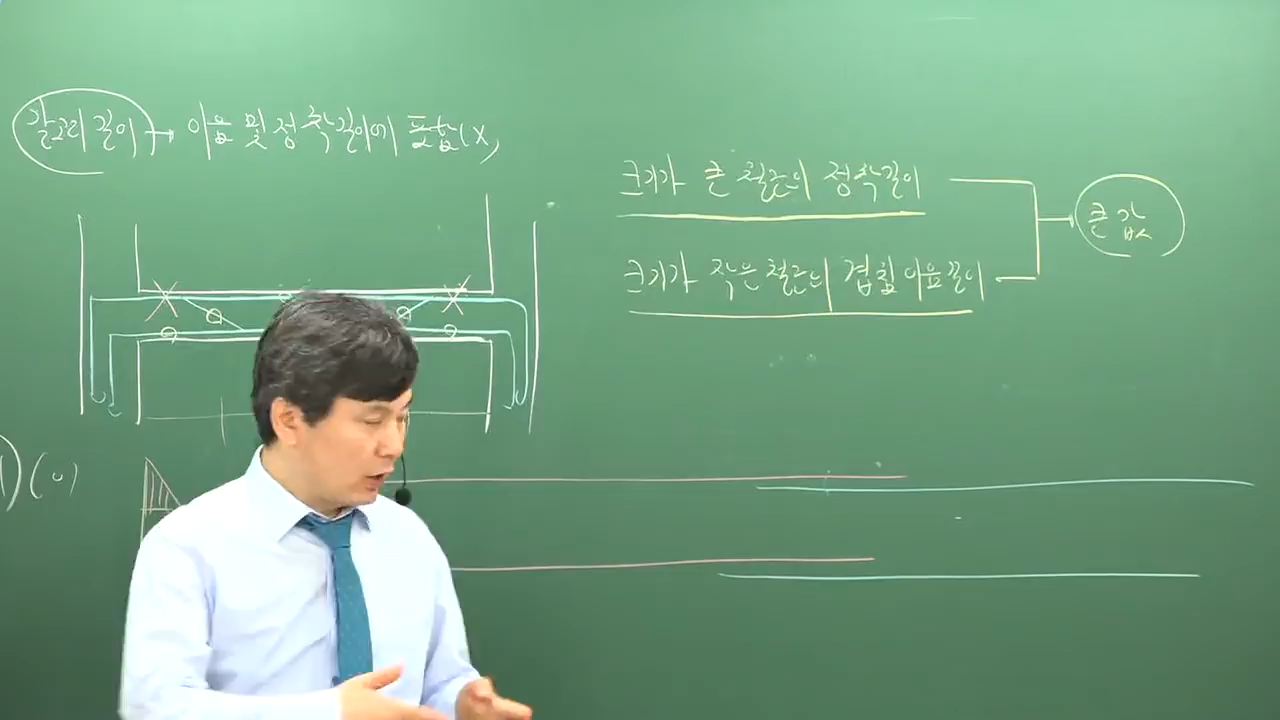 갈고리 길이 → 이음 및 정착길이에 포함(X)
크기가 큰 철근의 정착길이
크기가 작은 철근의 겹침이음길이
큰 값